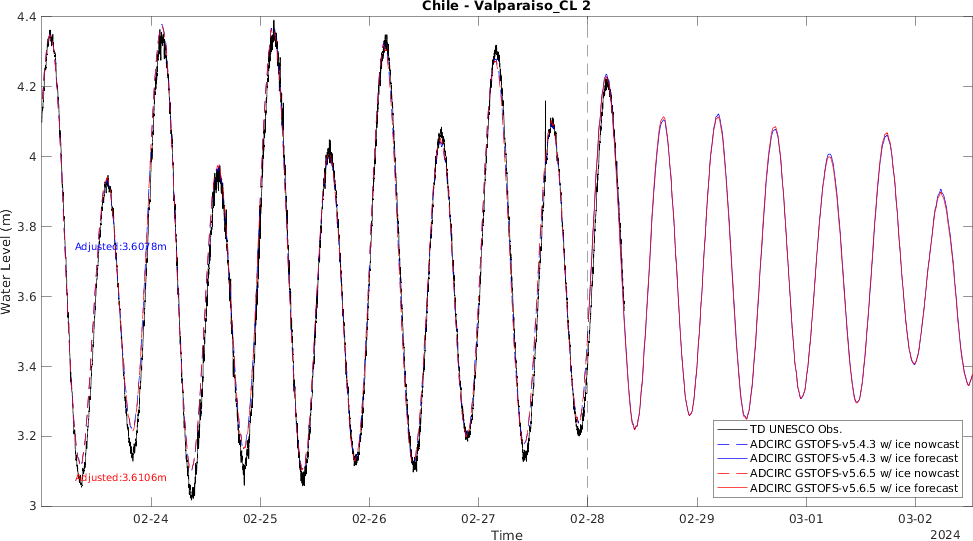 Chile - Valparaiso_CL 2
4.4
4.2
4
3.8
3.6
3.4
3.2
3
Water Level (m)
Adjusted:3.6078m
Adjusted:3.6106m
TD UNESCO Obs.
ADCIRC GSTOFS-v5.4.3 w/ ice nowcast
ADCIRC GSTOFS-v5.4.3 w/ ice forecast
ADCIRC GSTOFS-v5.6.5 w/ ice nowcast
ADCIRC GSTOFS-v5.6.5 w/ ice forecast
02-24 02-25 02-26 02-27 02-28 02-29 03-01 03-02
Time
2024